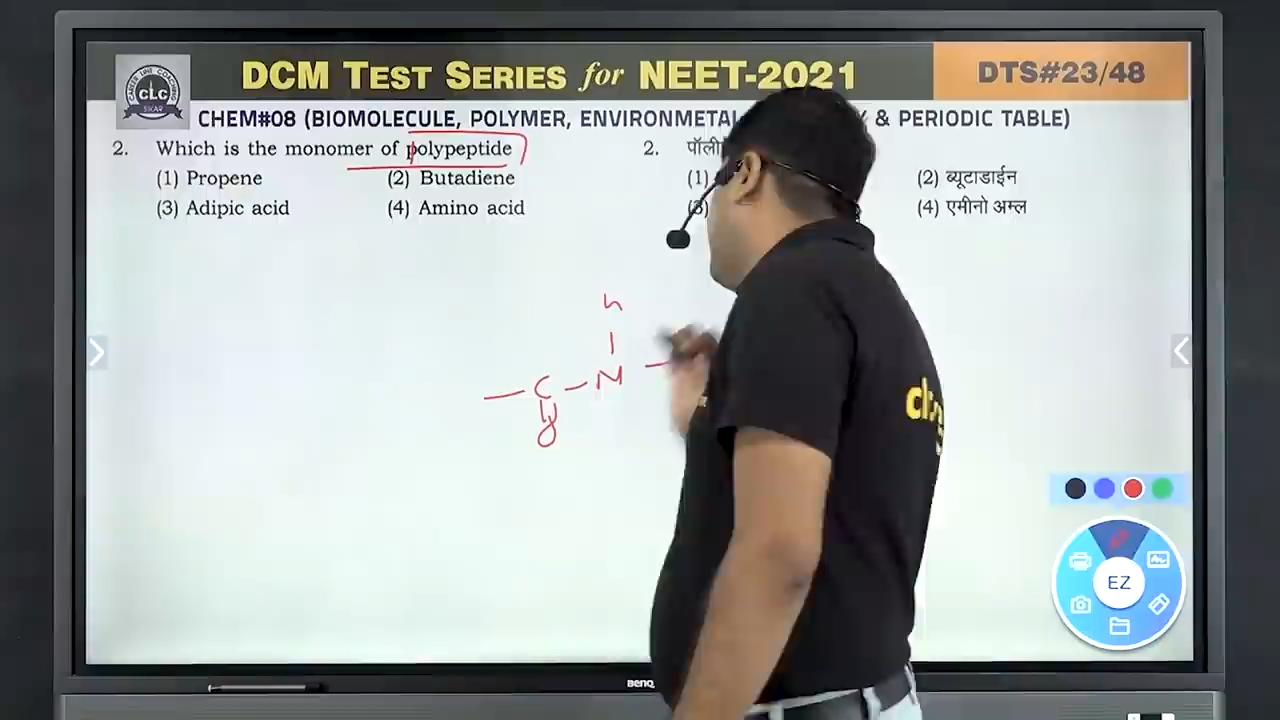 DCM TEST SERIES for NEET-2021
DTS#23/48
CLC
SIKAR
CHEM#08 (BIOMOLECULE, POLYMER, ENVIRONMETAL Y & PERIODIC TABLE)
2. Which is the monomer of polypeptide
(1) Propene (2) Butadiene
(3) Adipic acid (4) Amino acid
2. पॉली
(1) (2) ब्यूटाडाईन
(3) (4) एमीनो अम्ल
H
— C — N —
O
EZ
BenQ